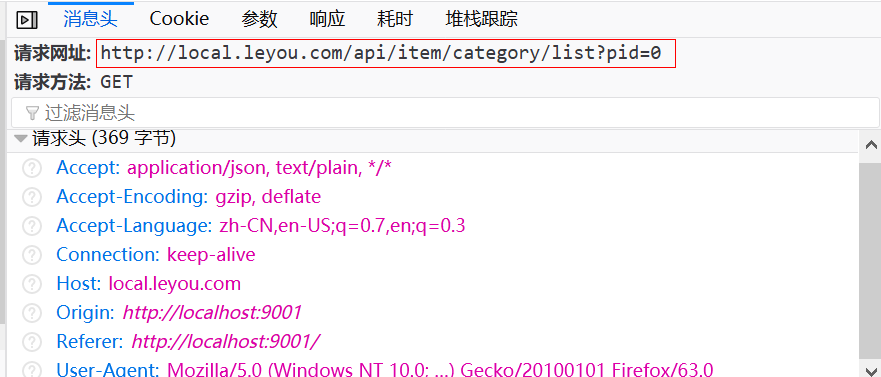 消息头 Cookie 参数 响应 耗时 堆栈跟踪
请求网址: http://local.leyou.com/api/item/category/list?pid=0
请求方法: GET
过滤消息头
请求头 (369 字节)
Accept: application/json, text/plain, */*
Accept-Encoding: gzip, deflate
Accept-Language: zh-CN,en-US;q=0.7,en;q=0.3
Connection: keep-alive
Host: local.leyou.com
Origin: http://localhost:9001
Referer: http://localhost:9001/
User-Agent: Mozilla/5.0 (Windows NT 10.0; ...) Gecko/20100101 Firefox/63.0